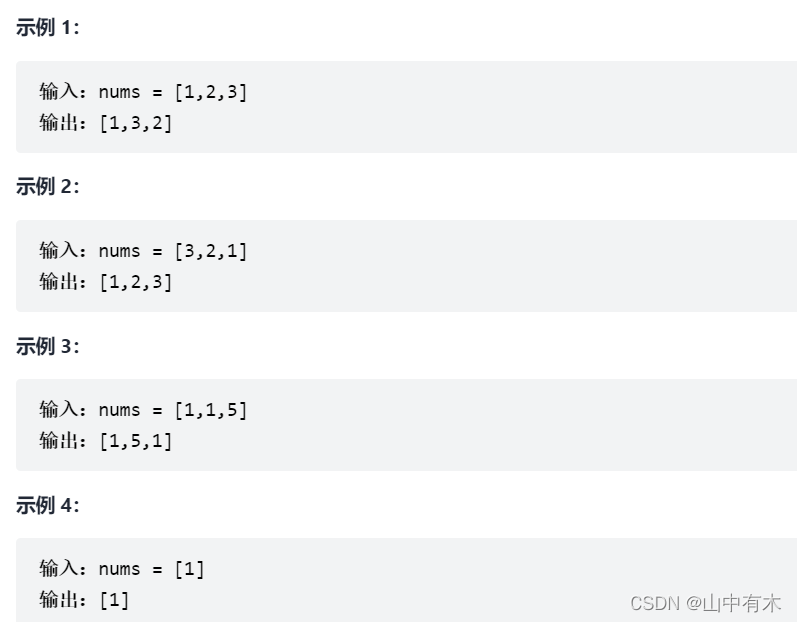 示例 1：
输入：nums = [1,2,3]
输出：[1,3,2]
示例 2：
输入：nums = [3,2,1]
输出：[1,2,3]
示例 3：
输入：nums = [1,1,5]
输出：[1,5,1]
示例 4：
输入：nums = [1]
输出：[1]
CSDN @山中有木